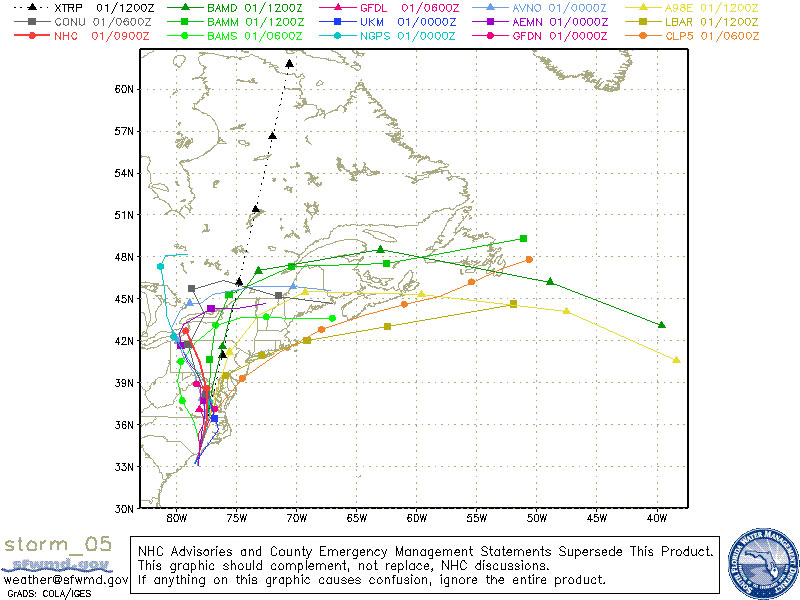 XTRP 01/1200Z BAMD 01/1200Z GFDL 01/0600Z AVNO 01/0000Z A98E 01/1200Z
CONU 01/0600Z BAMM 01/1200Z UKM 01/0000Z AEMN 01/0000Z LBAR 01/1200Z
NHC 01/0900Z BAMS 01/0600Z NGPS 01/0000Z GFDN 01/0000Z CLP5 01/0600Z
60N
57N
54N
51N
48N
45N
42N
39N
36N
33N
30N
80W 75W 70W 65W 60W 55W 50W 45W 40W
storm_05
sfwmd.gov
weather@sfwmd.gov
GrADS: COLA/IGES
NHC Advisories and County Emergency Management Statements Supersede This Product.
This graphic should complement, not replace, NHC discussions.
If anything on this graphic causes confusion, ignore the entire product.
SOUTH FLORIDA WATER MANAGEMENT DISTRICT